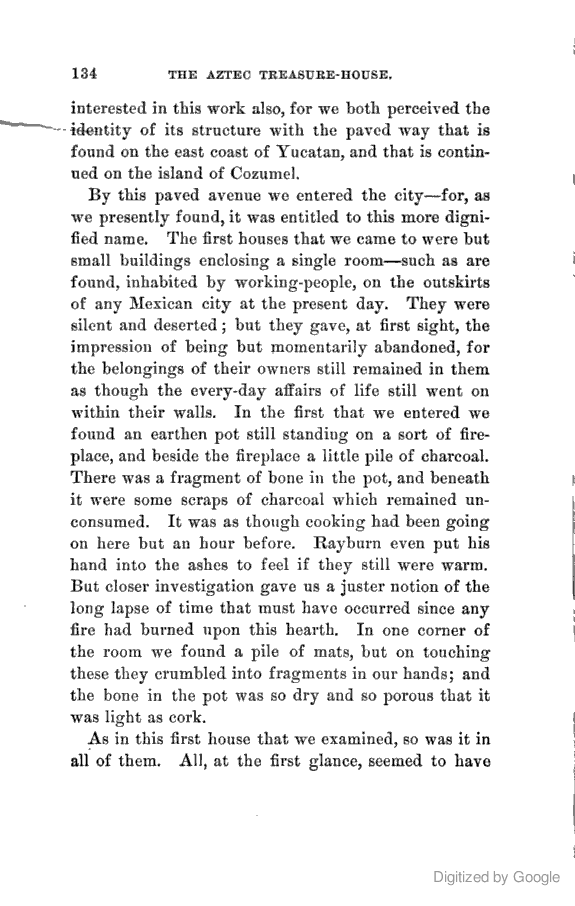 134 THE AZTEC TREASURE-HOUSE.
interested in this work also, for we both perceived the
identity of its structure with the paved way that is
found on the east coast of Yucatan, and that is contin-
ued on the island of Cozumel.
By this paved avenue we entered the city—for, as
we presently found, it was entitled to this more digni-
fied name. The first houses that we came to were but
small buildings enclosing a single room—such as are
found, inhabited by working-people, on the outskirts
of any Mexican city at the present day. They were
silent and deserted; but they gave, at first sight, the
impression of being but momentarily abandoned, for
the belongings of their owners still remained in them
as though the every-day affairs of life still went on
within their walls. In the first that we entered we
found an earthen pot still standing on a sort of fire-
place, and beside the fireplace a little pile of charcoal.
There was a fragment of bone in the pot, and beneath
it were some scraps of charcoal which remained un-
consumed. It was as though cooking had been going
on here but an hour before. Rayburn even put his
hand into the ashes to feel if they still were warm.
But closer investigation gave us a juster notion of the
long lapse of time that must have occurred since any
fire had burned upon this hearth. In one corner of
the room we found a pile of mats, but on touching
these they crumbled into fragments in our hands; and
the bone in the pot was so dry and so porous that it
was light as cork.
As in this first house that we examined, so was it in
all of them. All, at the first glance, seemed to have
Digitized by Google